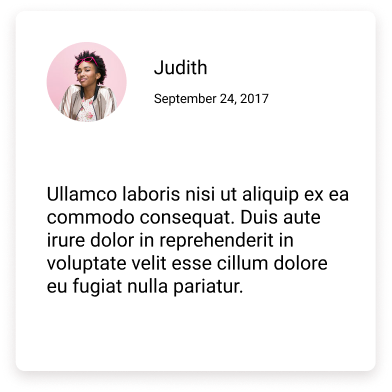 Judith
September 24, 2017
Ullamco laboris nisi ut aliquip ex ea
commodo consequat. Duis aute
irure dolor in reprehenderit in
voluptate velit esse cillum dolore
eu fugiat nulla pariatur.